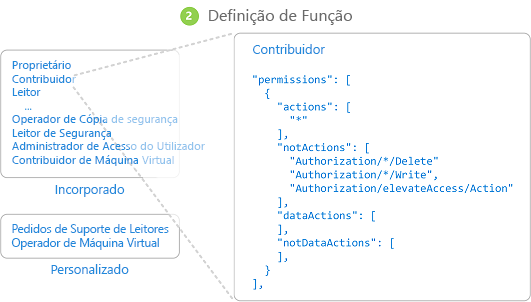 2 Definição de Função
Proprietário
Contribuidor
Leitor
...
Operador de Cópia de segurança
Leitor de Segurança
Administrador de Acesso do Utilizador
Contribuidor de Máquina Virtual
Incorporado
Pedidos de Suporte de Leitores
Operador de Máquina Virtual
Personalizado
Contribuidor
"permissions": [
{
"actions": [
"*"
],
"notActions": [
"Authorization/*/Delete"
"Authorization/*/Write",
"Authorization/elevateAccess/Action"
],
"dataActions": [
],
"notDataActions": [
],
}
],